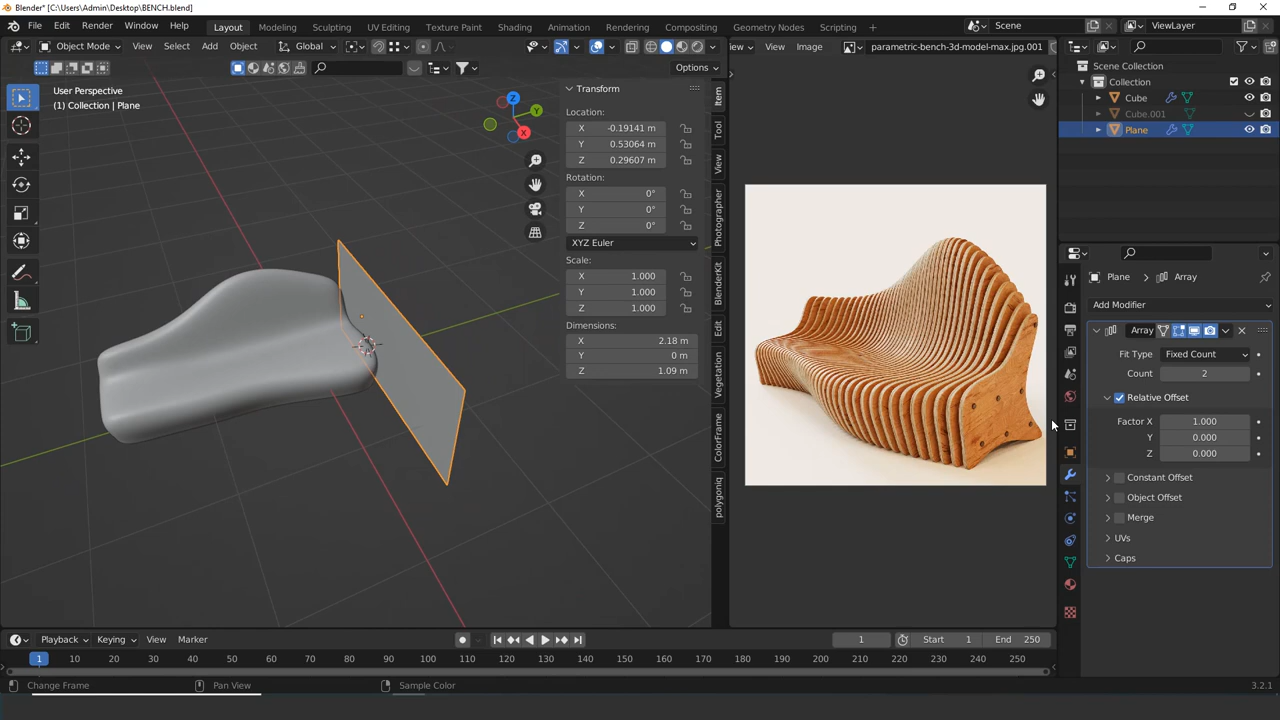 Blender* [C:\Users\Admin\Desktop\BENCH.blend]
File Edit Render Window Help Layout Modeling Sculpting UV Editing Texture Paint Shading Animation Rendering Compositing Geometry Nodes Scripting Scene ViewLayer
Object Mode View Select Add Object Global View Image parametric-bench-3d-model-max.jpg.001
Options
User Perspective
(1) Collection | Plane
Z
Y
X
Transform
Location:
X -0.19141 m
Y 0.53064 m
Z 0.29607 m
Rotation:
X 0°
Y 0°
Z 0°
XYZ Euler
Scale:
X 1.000
Y 1.000
Z 1.000
Dimensions:
X 2.18 m
Y 0 m
Z 1.09 m
Item
Tool
View
Photographer
BlenderKit
Edit
Vegetation
ColorFrame
polygoniq
Scene Collection
Collection
Cube
Cube.001
Plane
Plane Array
Add Modifier
Array
Fit Type Fixed Count
Count 2
Relative Offset
Factor X 1.000
Y 0.000
Z 0.000
Constant Offset
Object Offset
Merge
UVs
Caps
Playback Keying View Marker 1 Start 1 End 250
1 10 20 30 40 50 60 70 80 90 100 110 120 130 140 150 160 170 180 190 200 210 220 230 240 250
Change Frame Pan View Sample Color 3.2.1